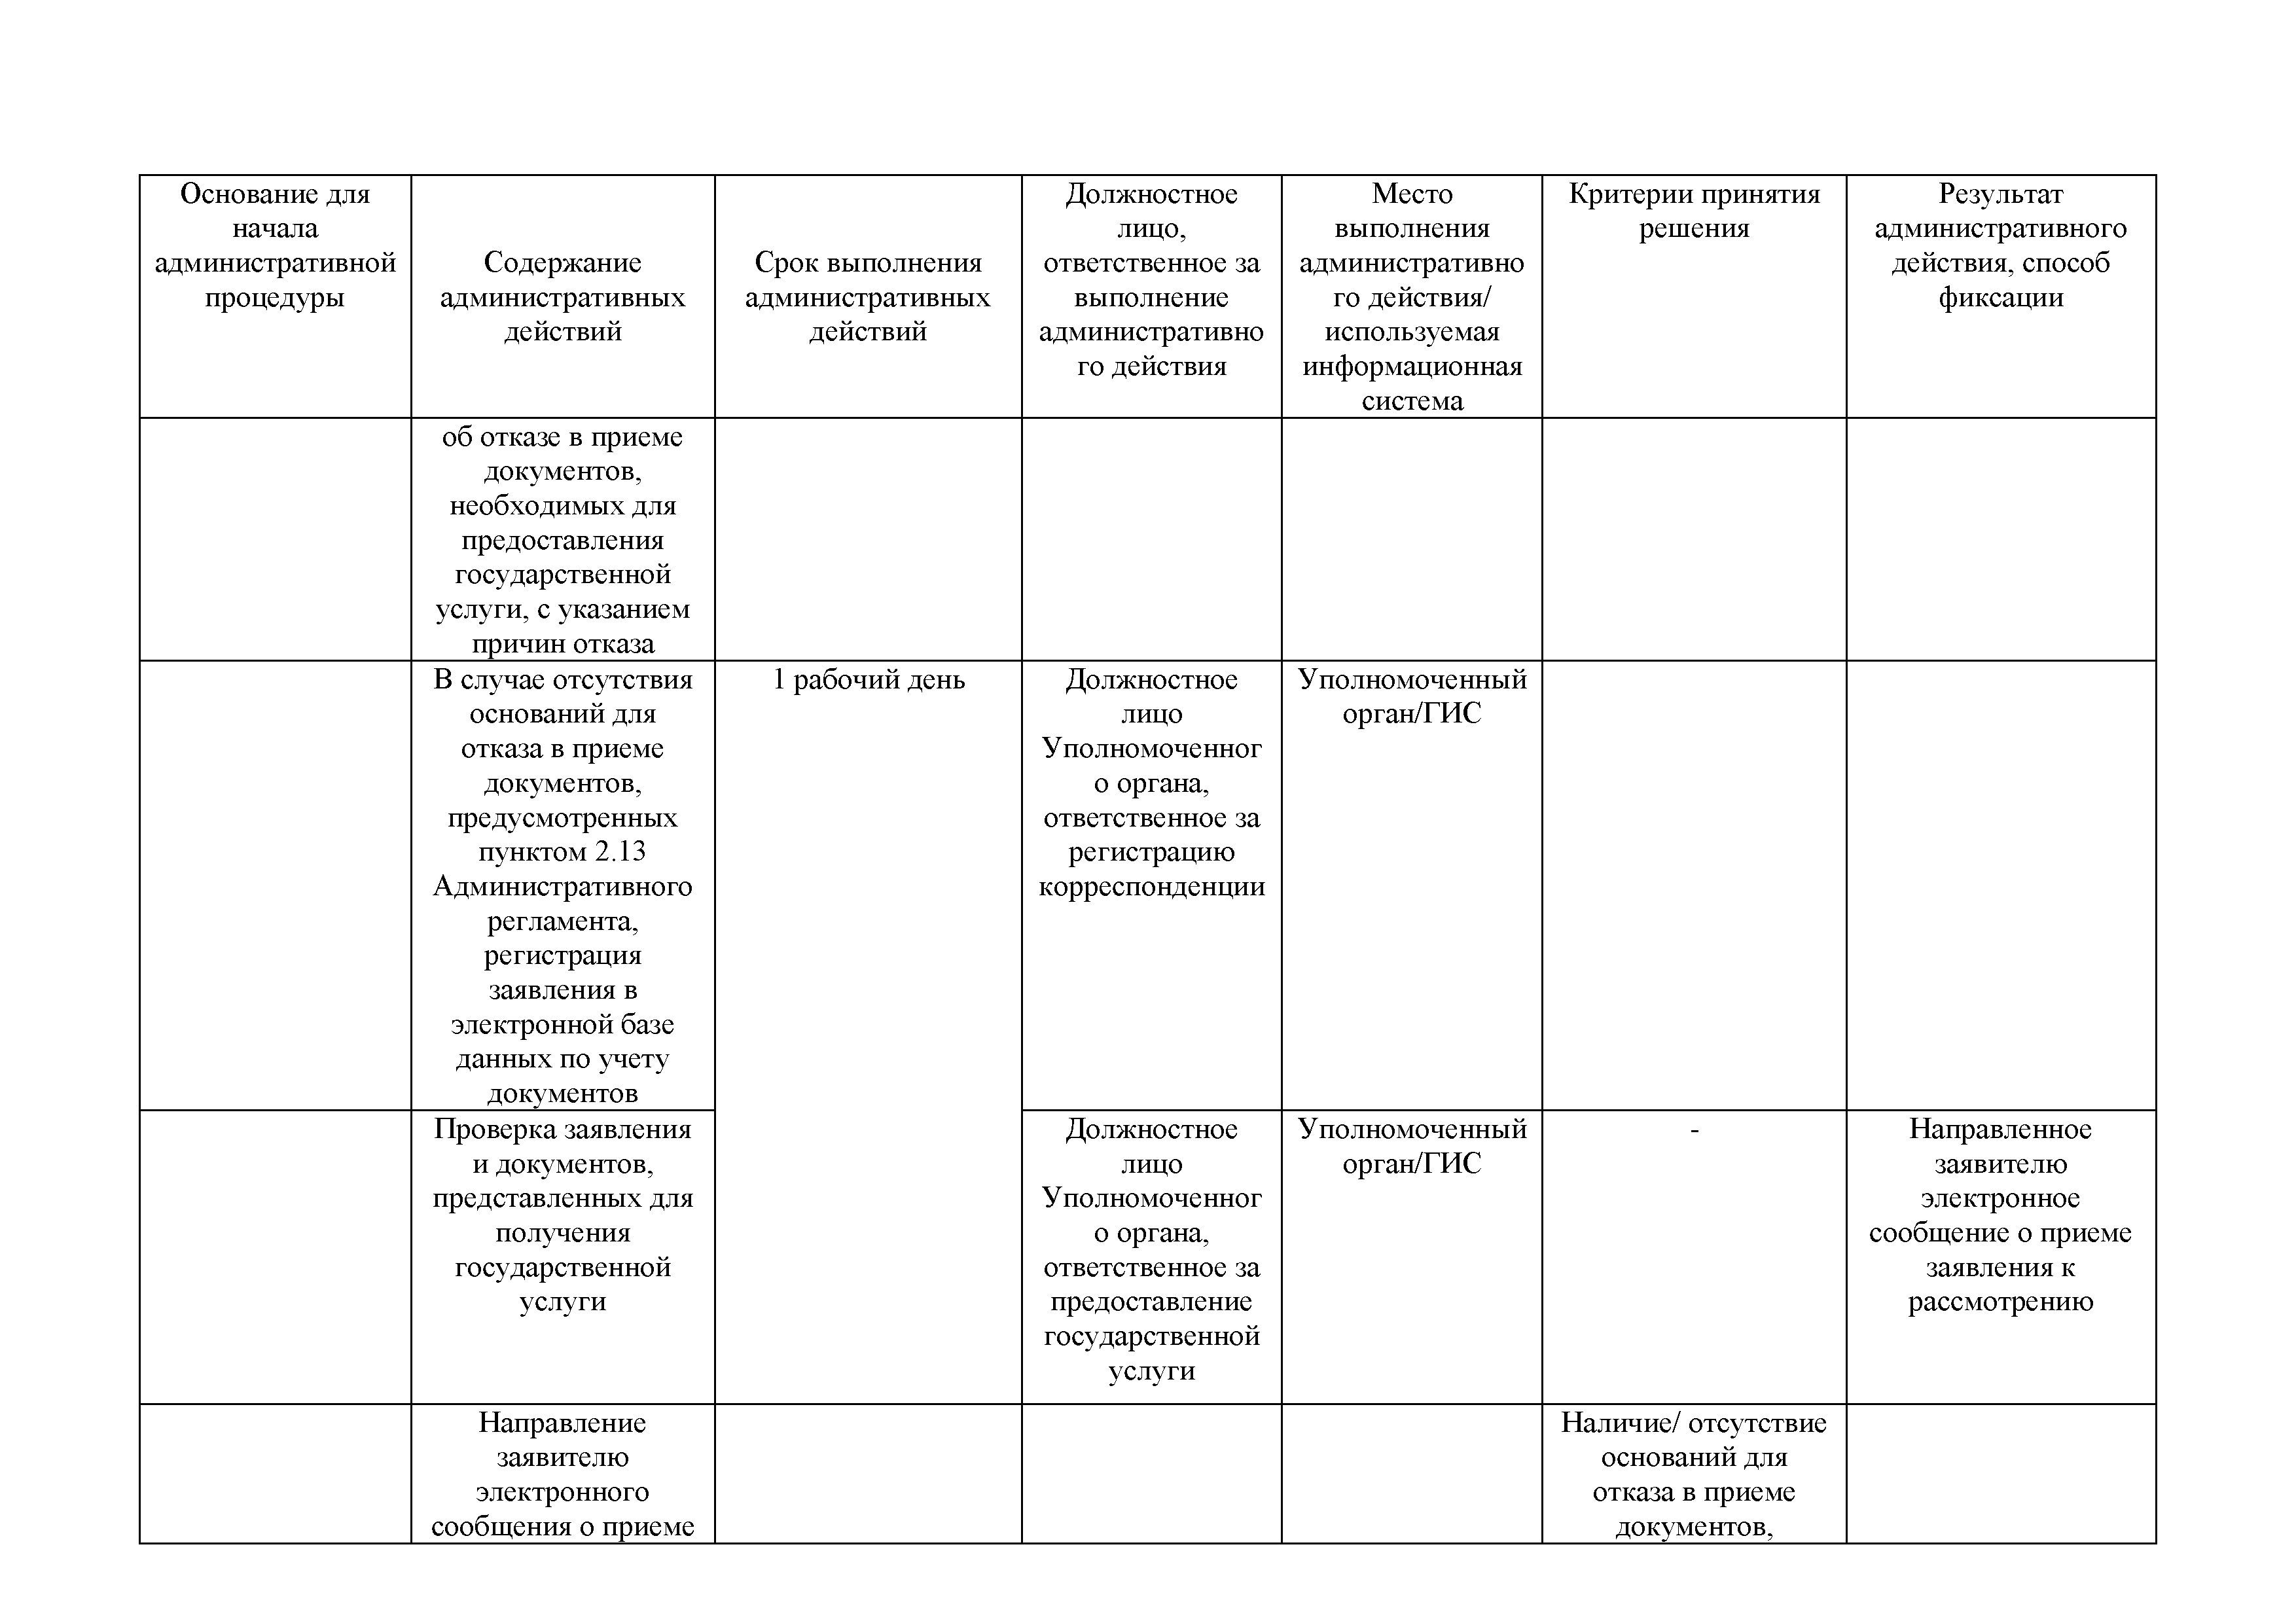 Основание для
начала
административной
процедуры
Содержание
административных
действий
Срок выполнения
административных
действий
Должностное
лицо,
ответственное за
выполнение
административно
го действия
Место
выполнения
административно
го действия/
используемая
информационная
система
Критерии принятия
решения
Результат
административного
действия, способ
фиксации
об отказе в приеме
документов,
необходимых для
предоставления
государственной
услуги, с указанием
причин отказа
В случае отсутствия
оснований для
отказа в приеме
документов,
предусмотренных
пунктом 2.13
Административного
регламента,
регистрация
заявления в
электронной базе
данных по учету
документов
1 рабочий день
Должностное
лицо
Уполномоченног
о органа,
ответственное за
регистрацию
корреспонденции
Уполномоченный
орган/ГИС
Проверка заявления
и документов,
представленных для
получения
государственной
услуги
Должностное
лицо
Уполномоченног
о органа,
ответственное за
предоставление
государственной
услуги
Уполномоченный
орган/ГИС
-
Направленное
заявителю
электронное
сообщение о приеме
заявления к
рассмотрению
Направление
заявителю
электронного
сообщения о приеме
Наличие/ отсутствие
оснований для
отказа в приеме
документов,